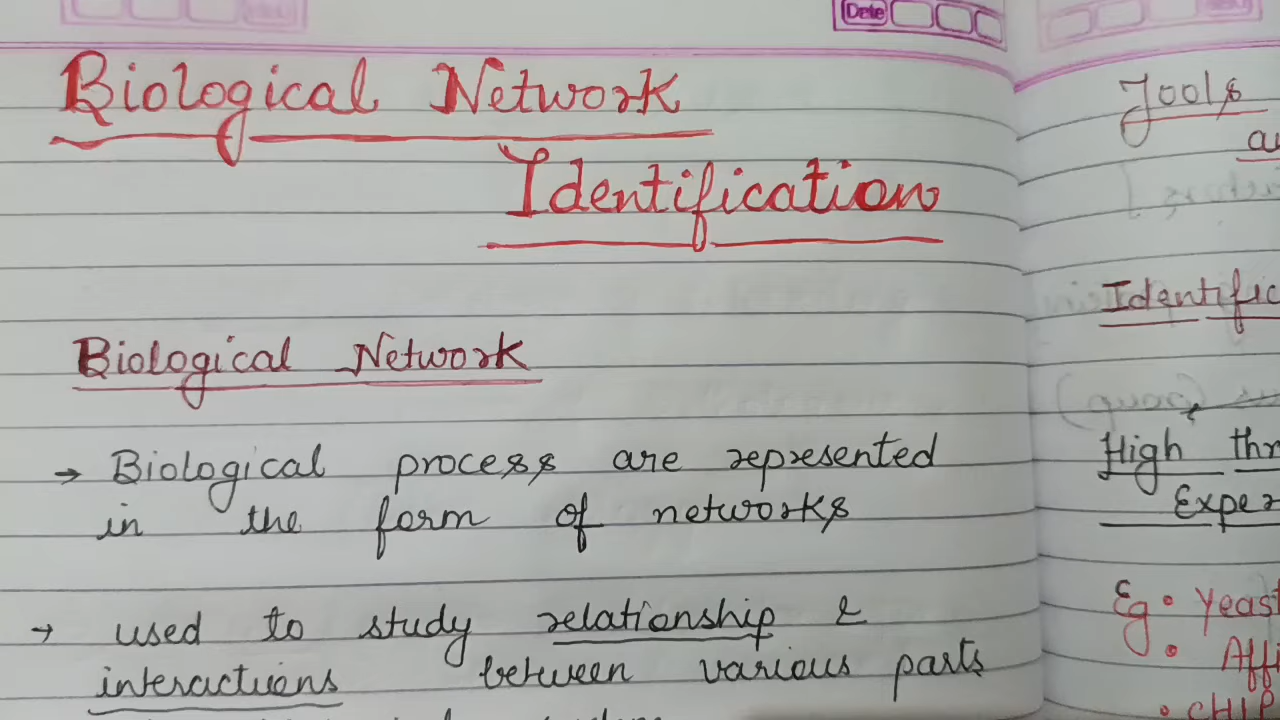 Date
Biological Network
Identification
Biological Network
→ Biological process are represented
in the form of networks
→ used to study relationship &
interactions between various parts
Tools
Identific
High thr
Exper
Eg • Yeast
• Aff
• CHIP